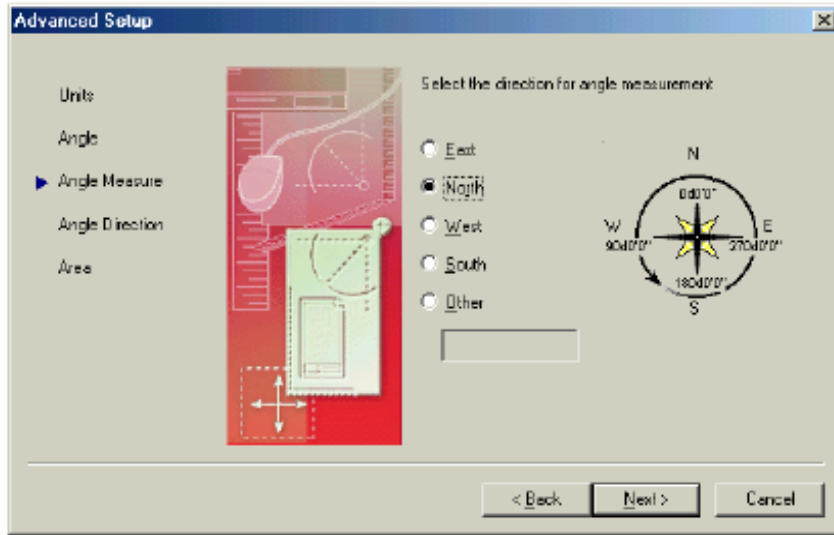 Advanced Setup
Units
Angle
Angle Measure
Angle Direction
Area
Select the direction for angle measurement
East
North
West
South
Other
N
0d0'0"
W
90d0'0"
E
270d0'0"
180d0'0"
S
< Back
Next >
Cancel